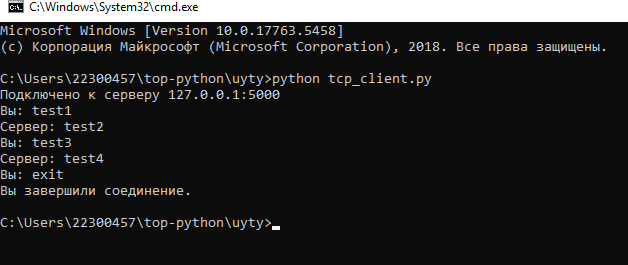 C:\Windows\System32\cmd.exe
Microsoft Windows [Version 10.0.17763.5458]
(c) Корпорация Майкрософт (Microsoft Corporation), 2018. Все права защищены.
C:\Users\22300457\top-python\uyty>python tcp_client.py
Подключено к серверу 127.0.0.1:5000
Вы: test1
Сервер: test2
Вы: test3
Сервер: test4
Вы: exit
Вы завершили соединение.
C:\Users\22300457\top-python\uyty>